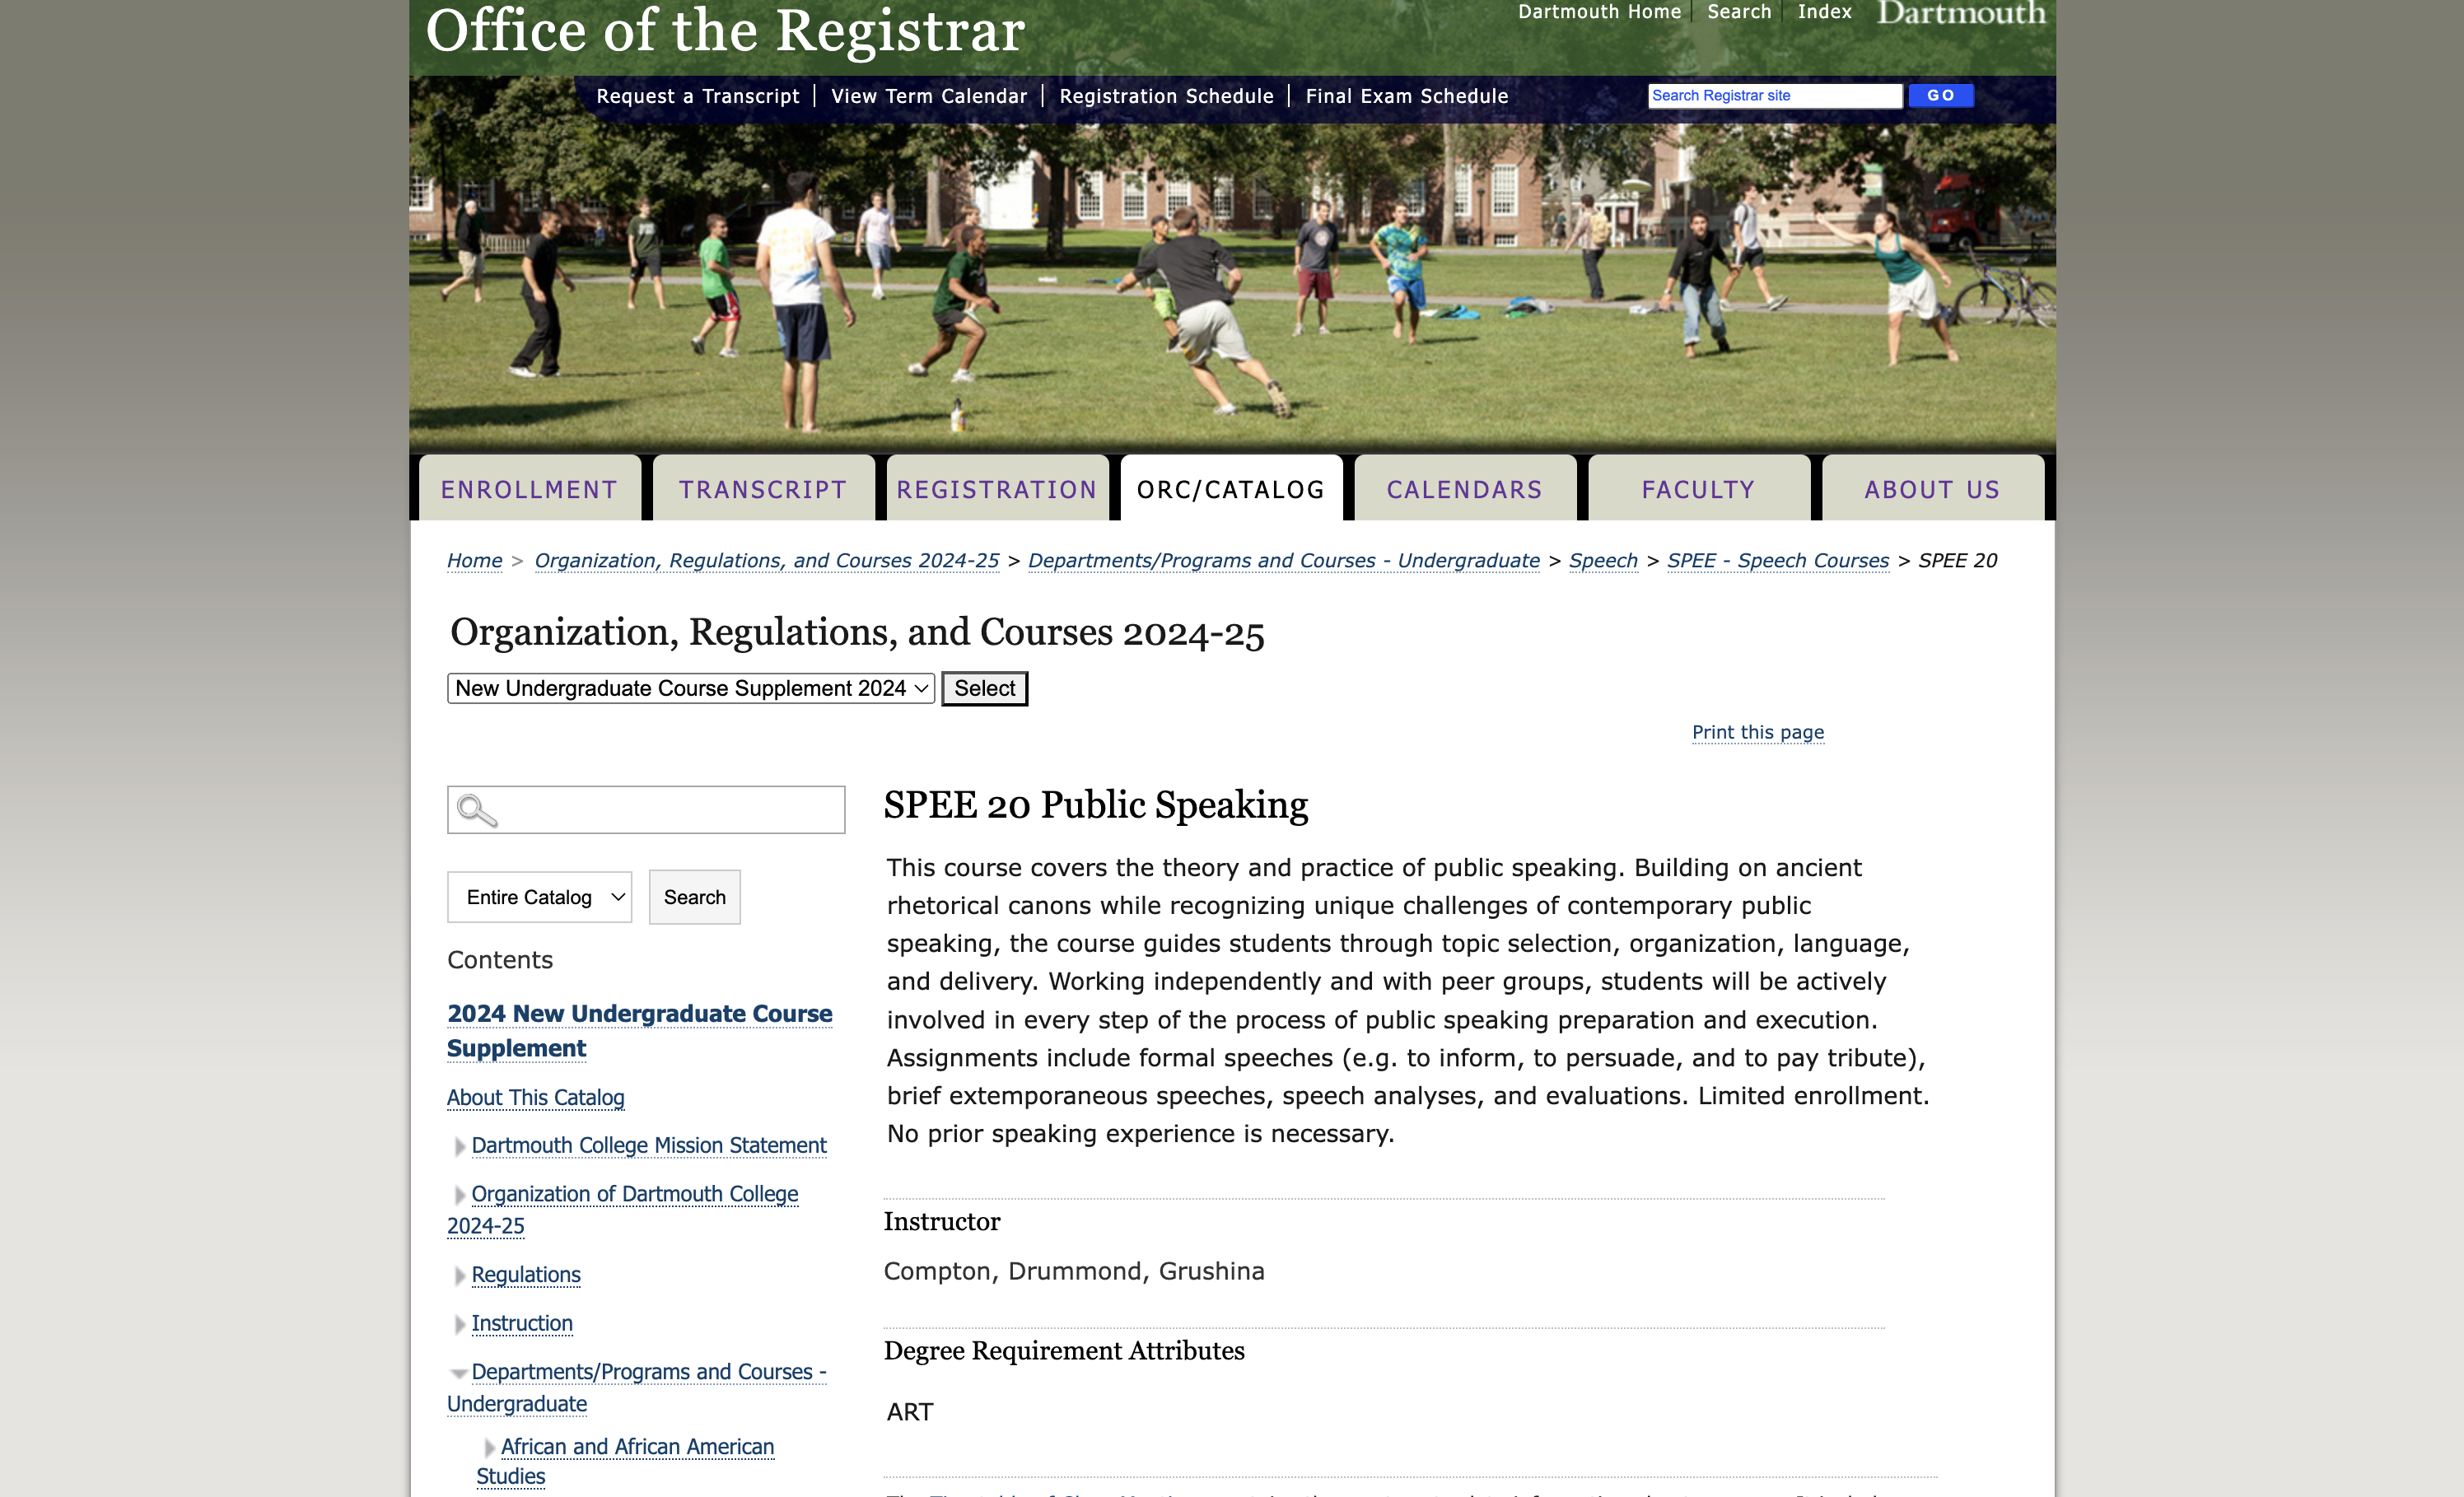 Office of the Registrar
Dartmouth Home Search Index Dartmouth
Request a Transcript View Term Calendar Registration Schedule Final Exam Schedule Search Registrar site GO
ENROLLMENT TRANSCRIPT REGISTRATION ORC/CATALOG CALENDARS FACULTY ABOUT US
Home > Organization, Regulations, and Courses 2024-25 > Departments/Programs and Courses - Undergraduate > Speech > SPEE - Speech Courses > SPEE 20
Organization, Regulations, and Courses 2024-25
New Undergraduate Course Supplement 2024 Select
Print this page
Entire Catalog Search
Contents
2024 New Undergraduate Course
Supplement
About This Catalog
Dartmouth College Mission Statement
Organization of Dartmouth College
2024-25
Regulations
Instruction
Departments/Programs and Courses -
Undergraduate
African and African American
Studies
SPEE 20 Public Speaking
This course covers the theory and practice of public speaking. Building on ancient
rhetorical canons while recognizing unique challenges of contemporary public
speaking, the course guides students through topic selection, organization, language,
and delivery. Working independently and with peer groups, students will be actively
involved in every step of the process of public speaking preparation and execution.
Assignments include formal speeches (e.g. to inform, to persuade, and to pay tribute),
brief extemporaneous speeches, speech analyses, and evaluations. Limited enrollment.
No prior speaking experience is necessary.
Instructor
Compton, Drummond, Grushina
Degree Requirement Attributes
ART